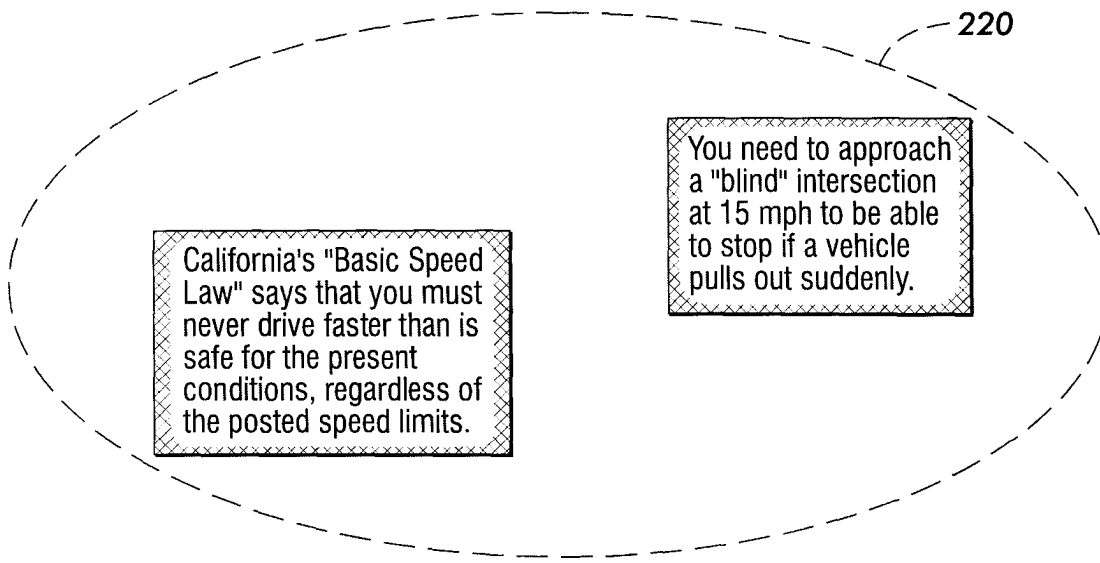 220
You need to approach
a "blind" intersection
at 15 mph to be able
to stop if a vehicle
pulls out suddenly.
California's "Basic Speed
Law" says that you must
never drive faster than is
safe for the present
conditions, regardless of
the posted speed limits.